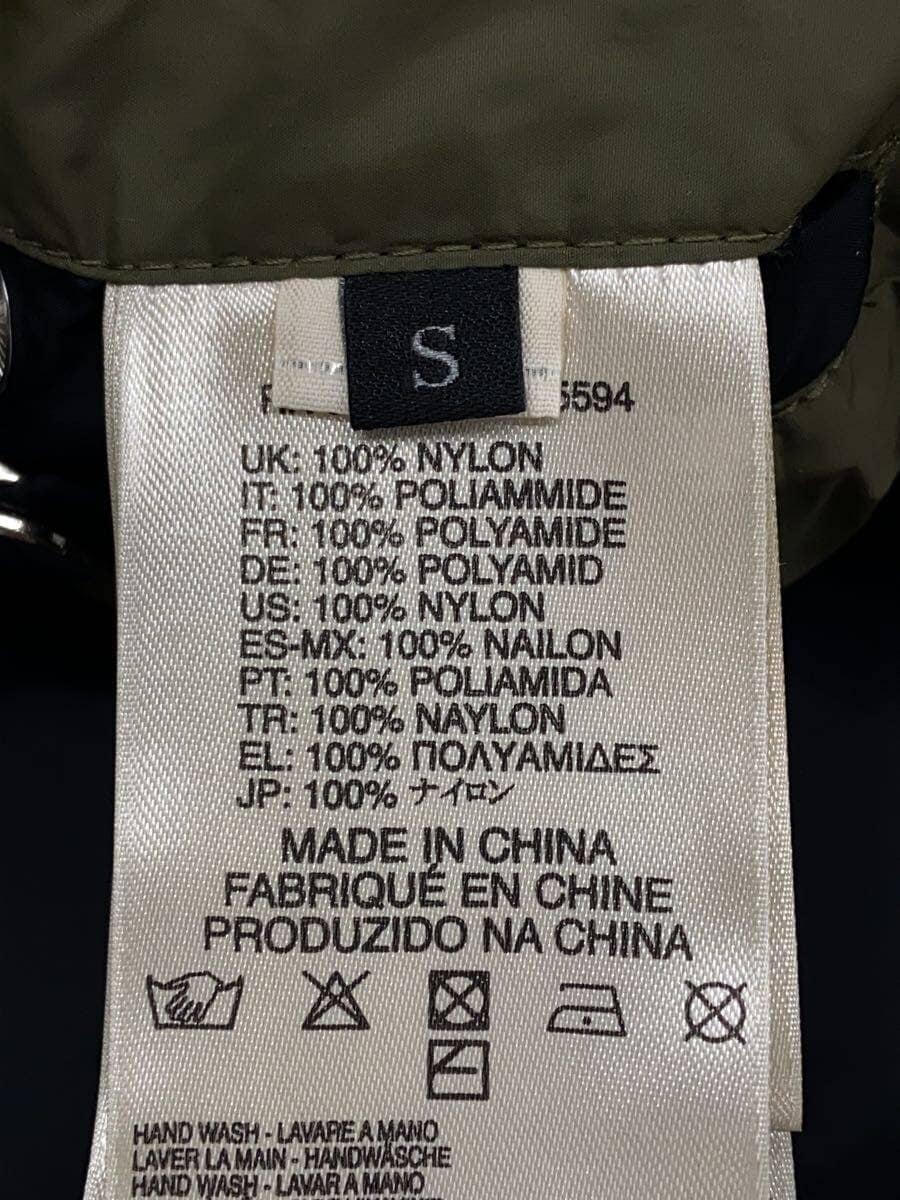 S
5594
UK: 100% NYLON
IT: 100% POLIAMMIDE
FR: 100% POLYAMIDE
DE: 100% POLYAMID
US: 100% NYLON
ES-MX: 100% NAILON
PT: 100% POLIAMIDA
TR: 100% NAYLON
EL: 100% ΠΟΛΥΑΜΙΔΕΣ
JP: 100% ナイロン
MADE IN CHINA
FABRIQUÉ EN CHINE
PRODUZIDO NA CHINA
HAND WASH - LAVARE A MANO
LAVER LA MAIN - HANDWÄSCHE
HAND WASH - LAVAR A MANO